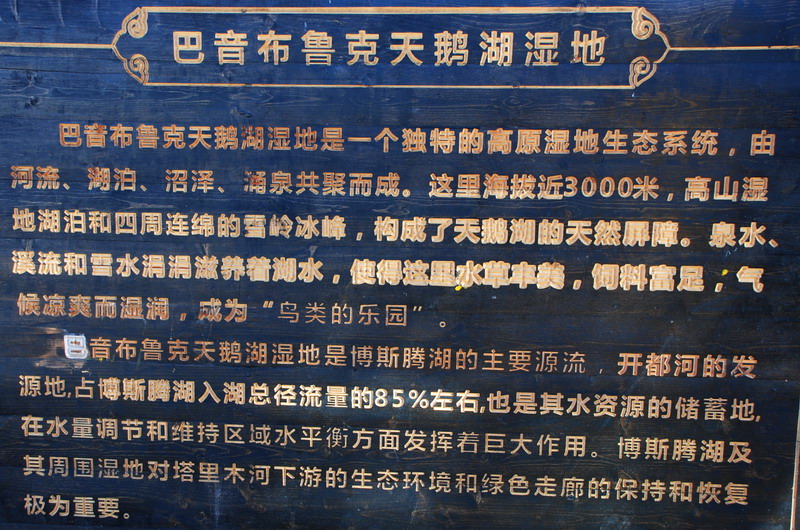 巴音布鲁克天鹅湖湿地
巴音布鲁克天鹅湖湿地是一个独特的高原湿地生态系统，由
河流、湖泊、沼泽、涌泉共聚而成。这里海拔近3000米，高山湿
地湖泊和四周连绵的雪岭冰峰，构成了天鹅湖的天然屏障。泉水、
溪流和雪水涓涓滋养着湖水，使得这里水草丰美，饲料富足，气
候凉爽而湿润，成为“鸟类的乐园”。
巴音布鲁克天鹅湖湿地是博斯腾湖的主要源流，开都河的发
源地,占博斯腾湖入湖总径流量的85%左右,也是其水资源的储蓄地,
在水量调节和维持区域水平衡方面发挥着巨大作用。博斯腾湖及
其周围湿地对塔里木河下游的生态环境和绿色走廊的保持和恢复
极为重要。